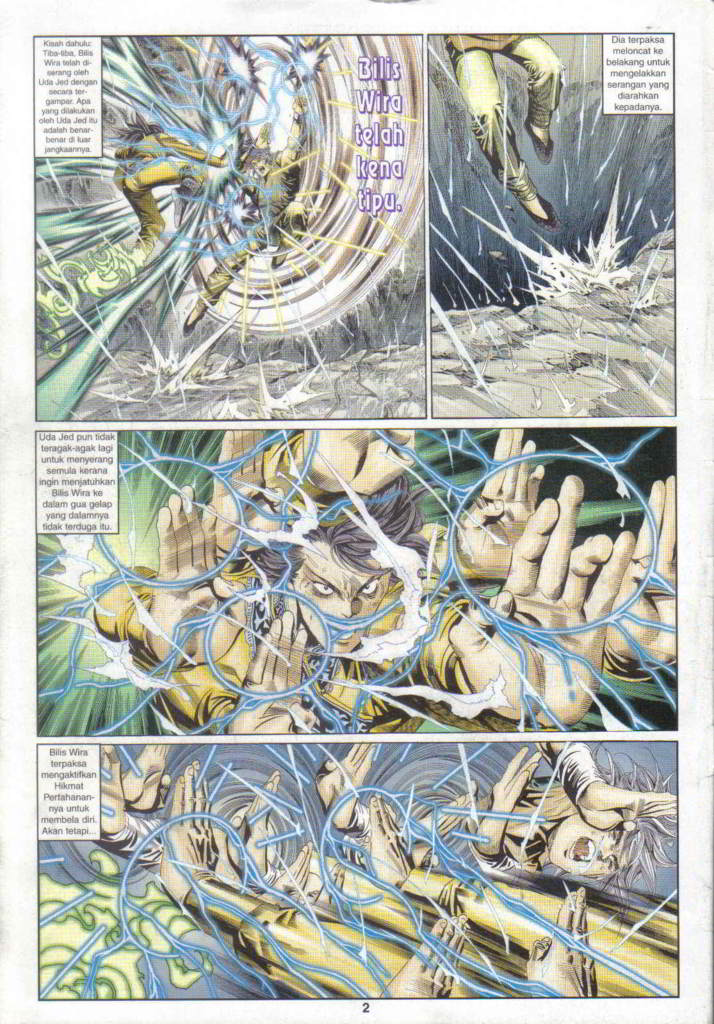 Kisah dahulu:
Tiba-tiba, Bilis
Wira telah di-
serang oleh
Uda Jed dengan
secara ter-
gampar. Apa
yang dilakukan
oleh Uda Jed itu
adalah benar-
benar di luar
jangkaannya.
Bilis
Wira
telah
kena
tipu.
Dia terpaksa
meloncat ke
belakang untuk
mengelakkan
serangan yang
diarahkan
kepadanya.
Uda Jed pun tidak
teragak-agak lagi
untuk menyerang
semula kerana
ingin menjatuhkan
Bilis Wira ke
dalam gua gelap
yang dalamnya
tidak terduga itu.
Bilis Wira
terpaksa
mengaktifkan
Hikmat
Pertahanan-
nya untuk
membela diri.
Akan tetapi...
2